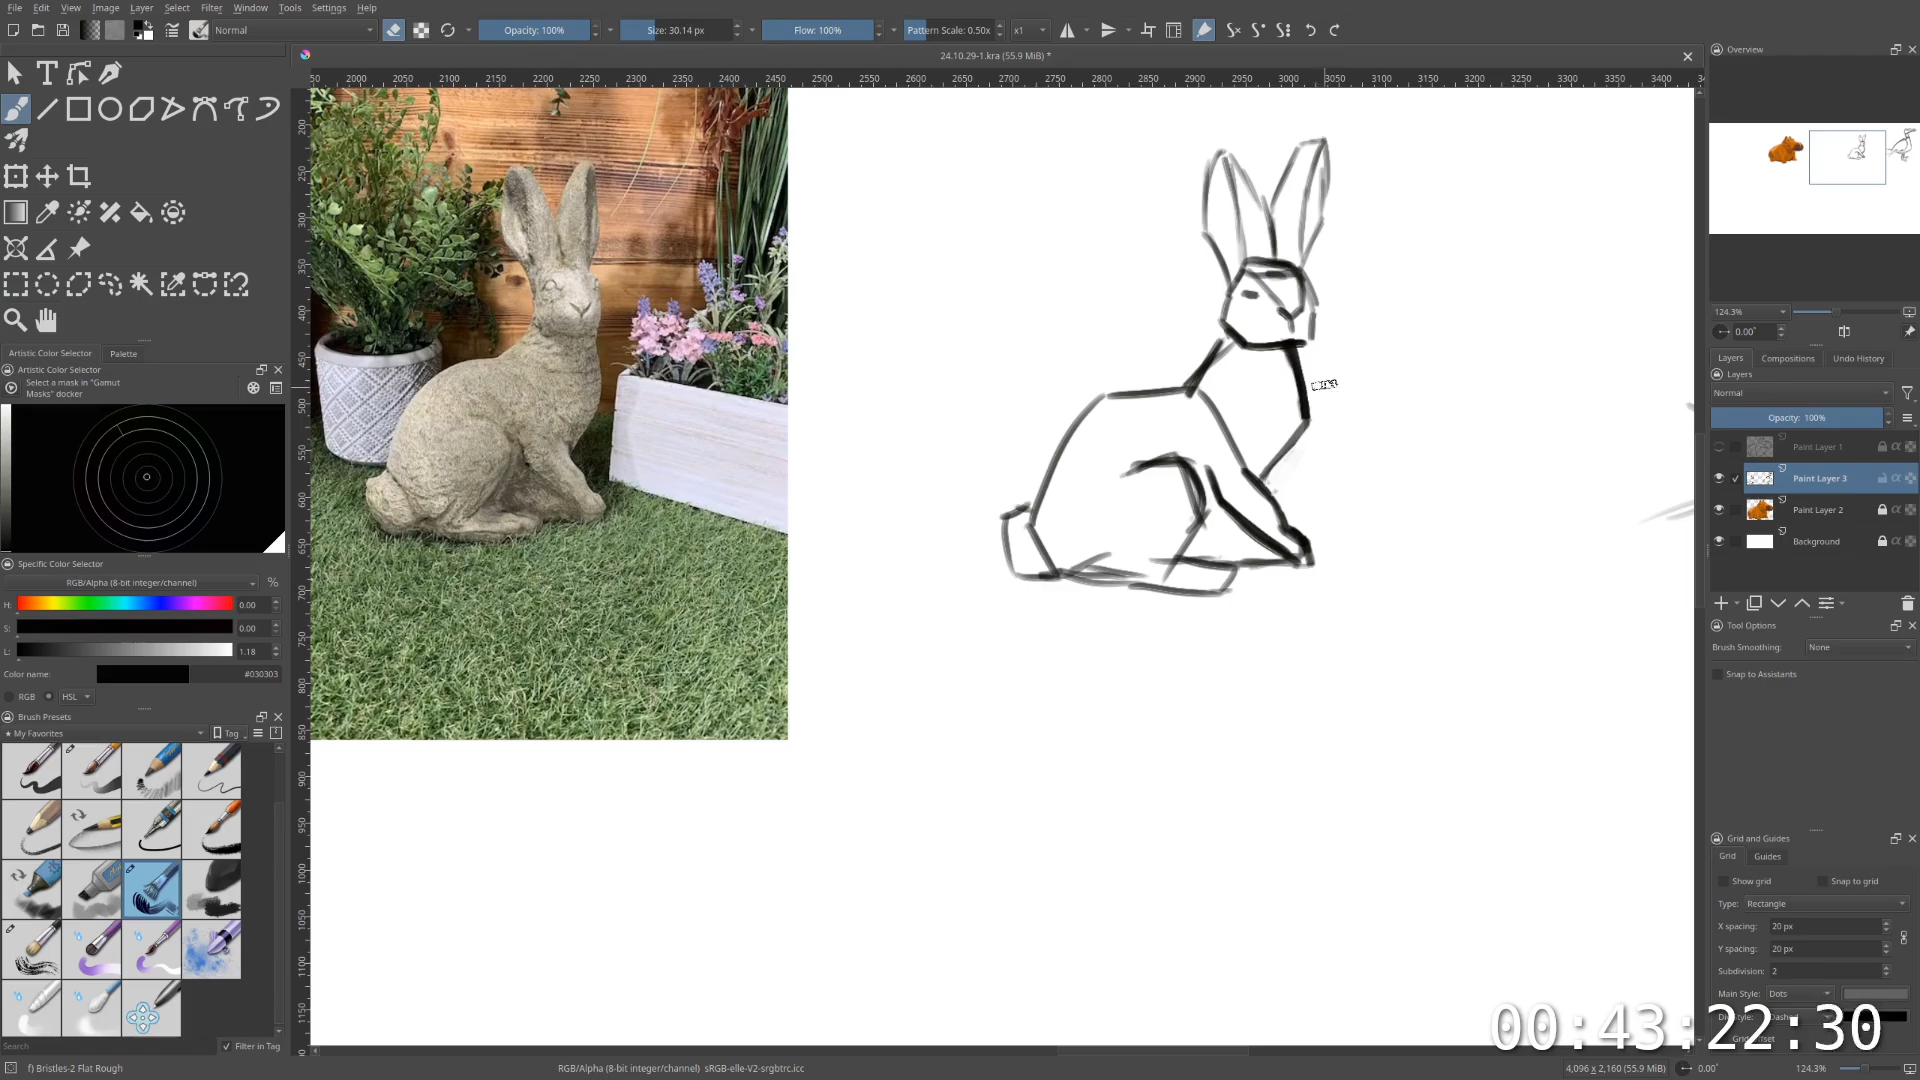 File Edit View Image Layer Select Filter Window Tools Settings Help
Normal
Opacity: 100%
Size: 30.14 px
Flow: 100%
Pattern Scale: 0.50x
x1
24.10.29-1.kra (55.9 MiB) *
Overview
124.3%
0.00°
Artistic Color Selector
Palette
Artistic Color Selector
Select a mask in "Gamut
Masks" docker
Specific Color Selector
RGB/Alpha (8-bit integer/channel)
%
H: 0.00
S: 0.00
L: 1.18
Color name: #030303
RGB HSL
Brush Presets
★ My Favorites
Tag
Search
Filter in Tag
Layers Compositions Undo History
Layers
Normal
Opacity: 100%
Paint Layer 1
Paint Layer 3
Paint Layer 2
Background
Tool Options
Brush Smoothing: None
Snap to Assistants
Grid and Guides
Grid Guides
Show grid Snap to grid
Type: Rectangle
X spacing: 20 px
Y spacing: 20 px
Subdivision: 2
Main Style: Dots
00:43:22:30
f) Bristles-2 Flat Rough
RGB/Alpha (8-bit integer/channel) sRGB-elle-V2-srgbtrc.icc
4,096 x 2,160 (55.9 MiB)
0.00°
124.3%